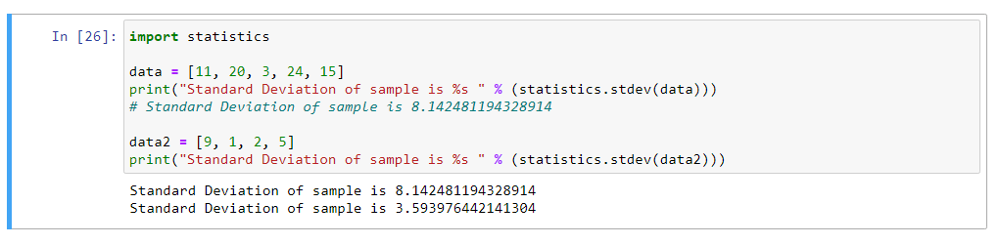 In [26]: import statistics
data = [11, 20, 3, 24, 15]
print("Standard Deviation of sample is %s " % (statistics.stdev(data)))
# Standard Deviation of sample is 8.142481194328914
data2 = [9, 1, 2, 5]
print("Standard Deviation of sample is %s " % (statistics.stdev(data2)))
Standard Deviation of sample is 8.142481194328914
Standard Deviation of sample is 3.593976442141304